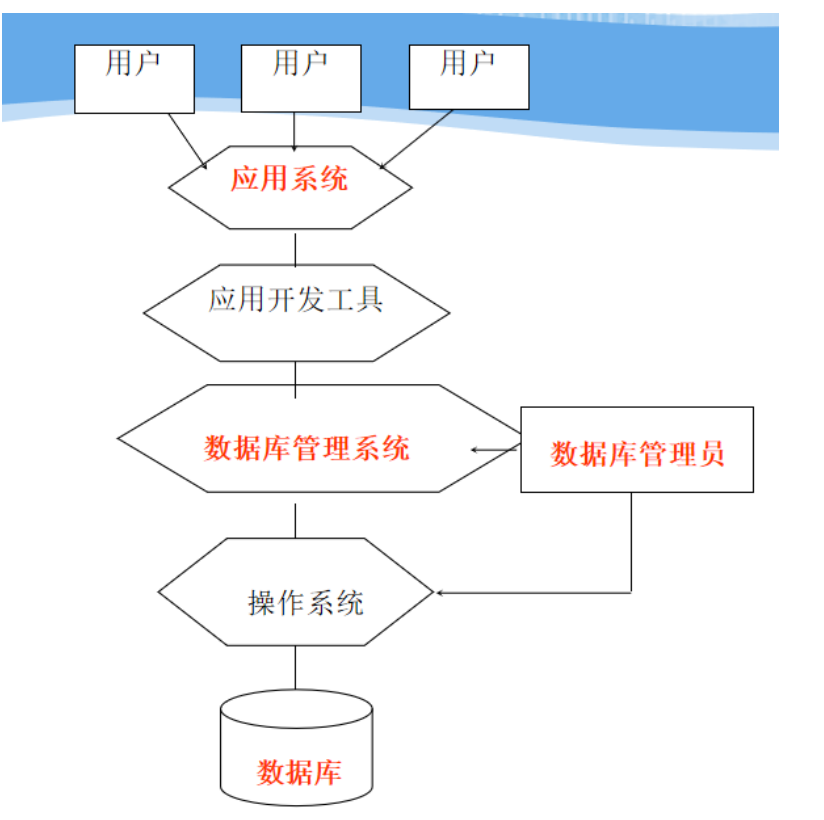 用户
用户
用户
应用系统
应用开发工具
数据库管理系统
数据库管理员
操作系统
数据库